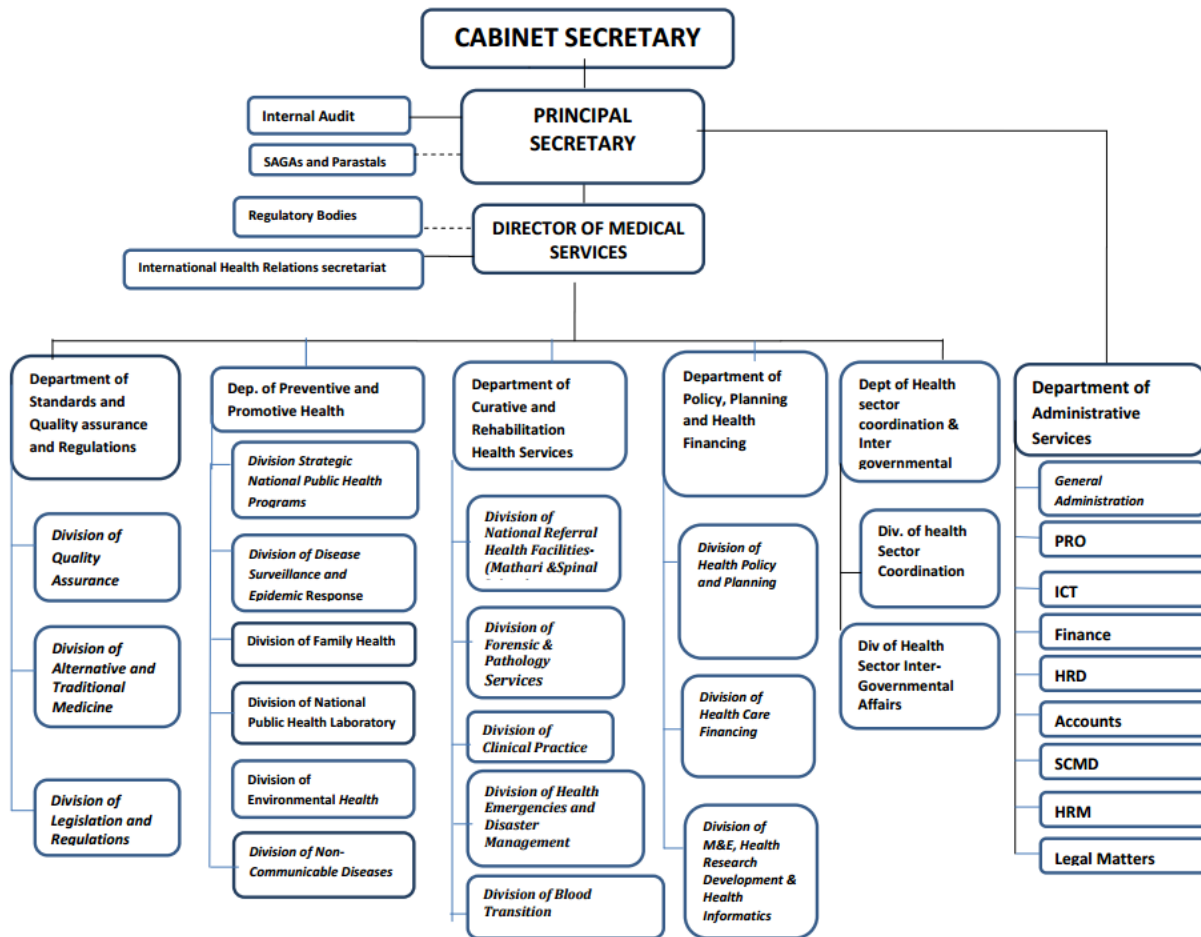 CABINET SECRETARY
PRINCIPAL
SECRETARY
Internal Audit
SAGAs and Parastals
Regulatory Bodies
DIRECTOR OF MEDICAL
SERVICES
International Health Relations secretariat
Department of
Standards and
Quality assurance
and Regulations
Division of
Quality
Assurance
Division of
Alternative and
Traditional
Medicine
Division of
Legislation and
Regulations
Dep. of Preventive and
Promotive Health
Division Strategic
National Public Health
Programs
Division of Disease
Surveillance and
Epidemic Response
Division of Family Health
Division of National
Public Health Laboratory
Division of
Environmental Health
Division of Non-
Communicable Diseases
Department of
Curative and
Rehabilitation
Health Services
Division of
National Referral
Health Facilities-
(Mathari &Spinal
Division of
Forensic &
Pathology
Services
Division of
Clinical Practice
Division of Health
Emergencies and
Disaster
Management
Division of Blood
Transition
Department of
Policy, Planning
and Health
Financing
Division of
Health Policy
and Planning
Division of
Health Care
Financing
Division of
M&E, Health
Research
Development &
Health
Informatics
Dept of Health
sector
coordination &
Inter
governmental
Div. of health
Sector
Coordination
Div of Health
Sector Inter-
Governmental
Affairs
Department of
Administrative
Services
General
Administration
PRO
ICT
Finance
HRD
Accounts
SCMD
HRM
Legal Matters